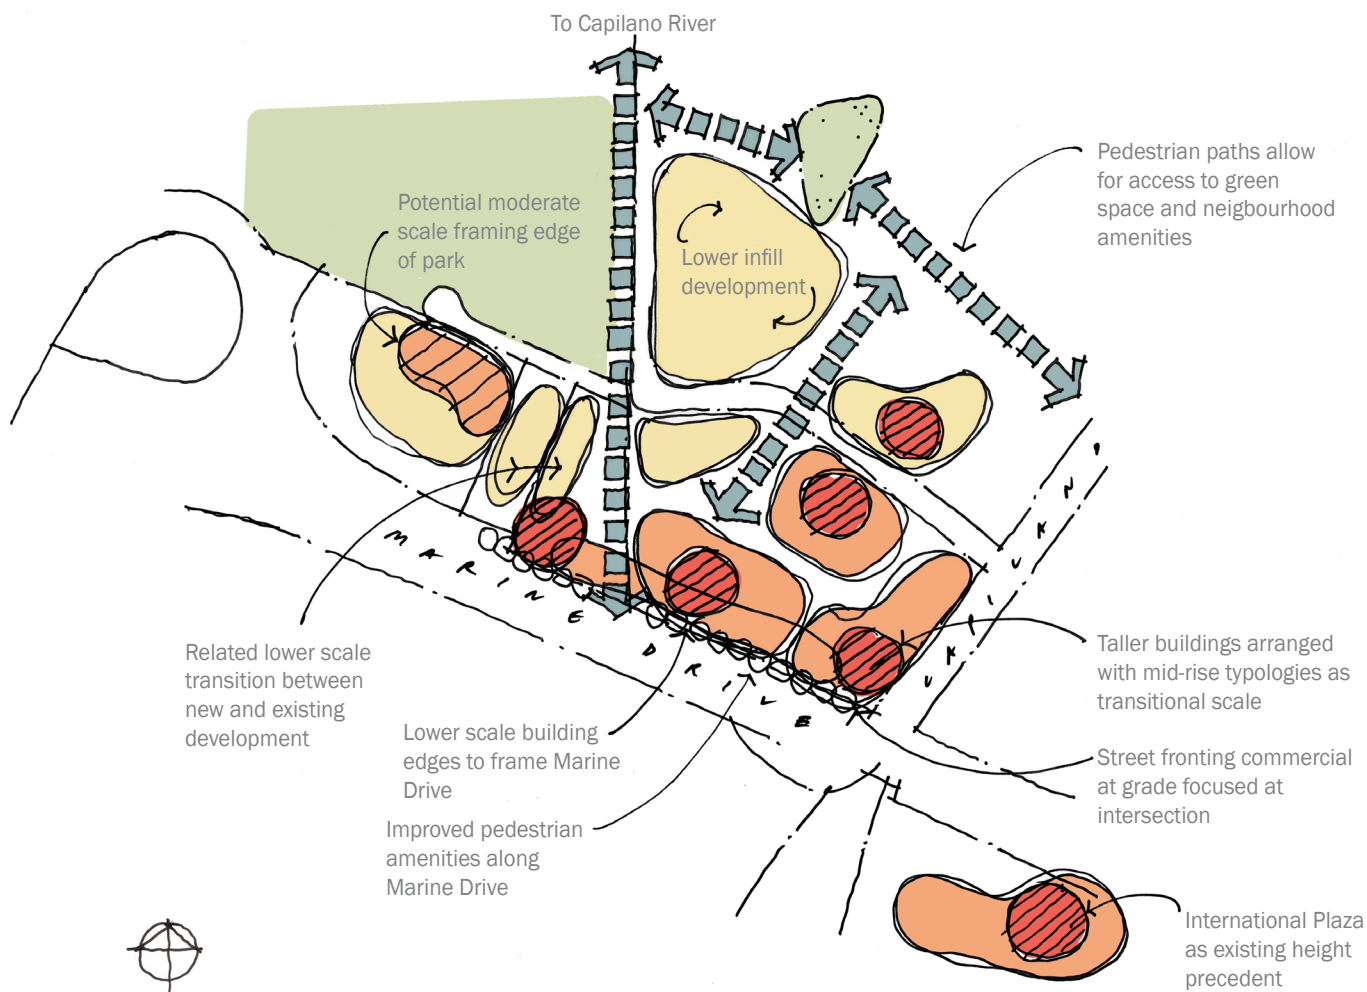 To Capilano River
Pedestrian paths allow
for access to green
space and neigbourhood
amenities
Potential moderate
scale framing edge
of park
Lower infill
development
MARINE DRIVE
Related lower scale
transition between
new and existing
development
Lower scale building
edges to frame Marine
Drive
Improved pedestrian
amenities along
Marine Drive
Taller buildings arranged
with mid-rise typologies as
transitional scale
Street fronting commercial
at grade focused at
intersection
International Plaza
as existing height
precedent